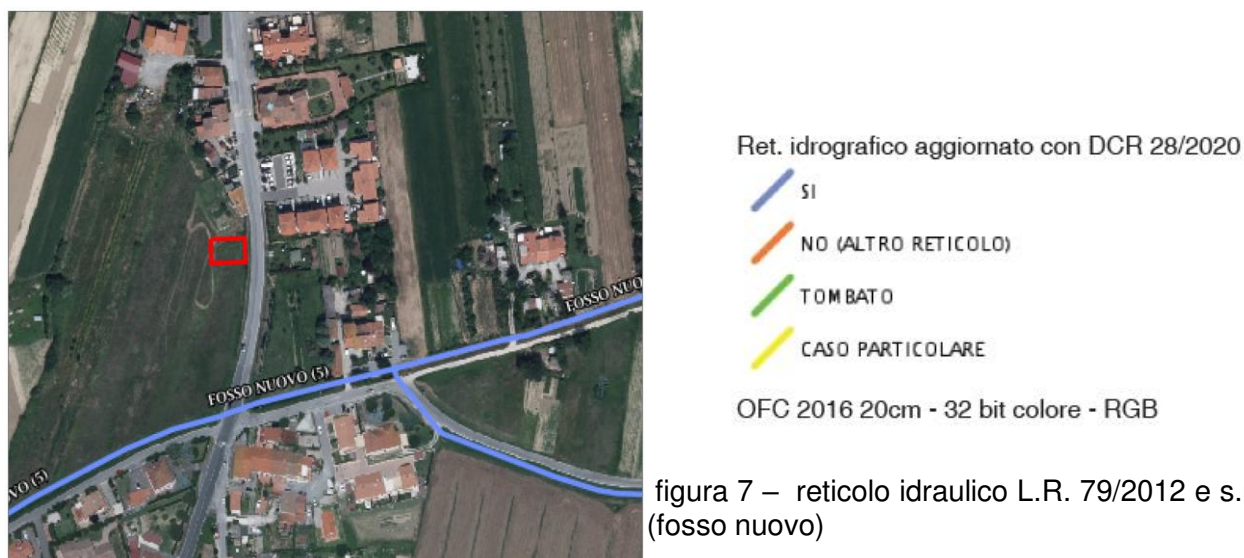 FOSSO NUO
FOSSO NUOVO (5)
VO (5)
Ret. idrografico aggiornato con DCR 28/2020
SI
NO (ALTRO RETICOLO)
TOMBATO
CASO PARTICOLARE
OFC 2016 20cm - 32 bit colore - RGB
figura 7 – reticolo idraulico L.R. 79/2012 e s.
(fosso nuovo)